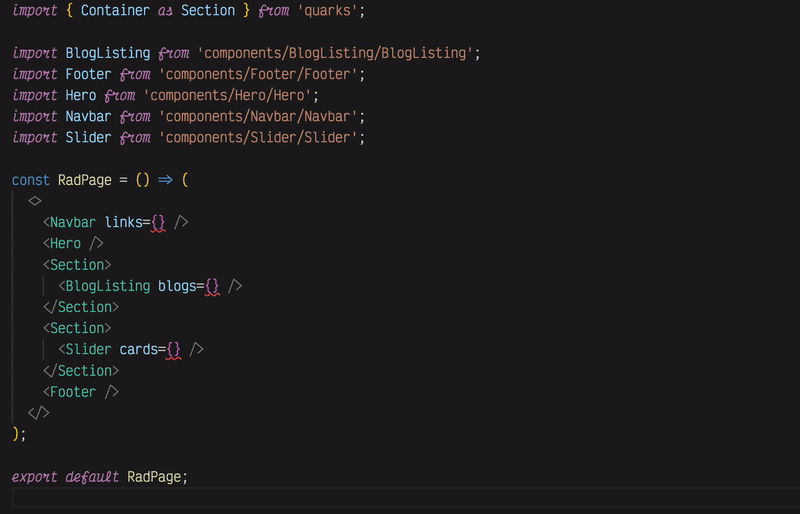 import { Container as Section } from 'quarks';
import BlogListing from 'components/BlogListing/BlogListing';
import Footer from 'components/Footer/Footer';
import Hero from 'components/Hero/Hero';
import Navbar from 'components/Navbar/Navbar';
import Slider from 'components/Slider/Slider';
const RadPage = () => (
<>
<Navbar links={} />
<Hero />
<Section>
<BlogListing blogs={} />
</Section>
<Section>
<Slider cards={} />
</Section>
<Footer />
</>
);
export default RadPage;